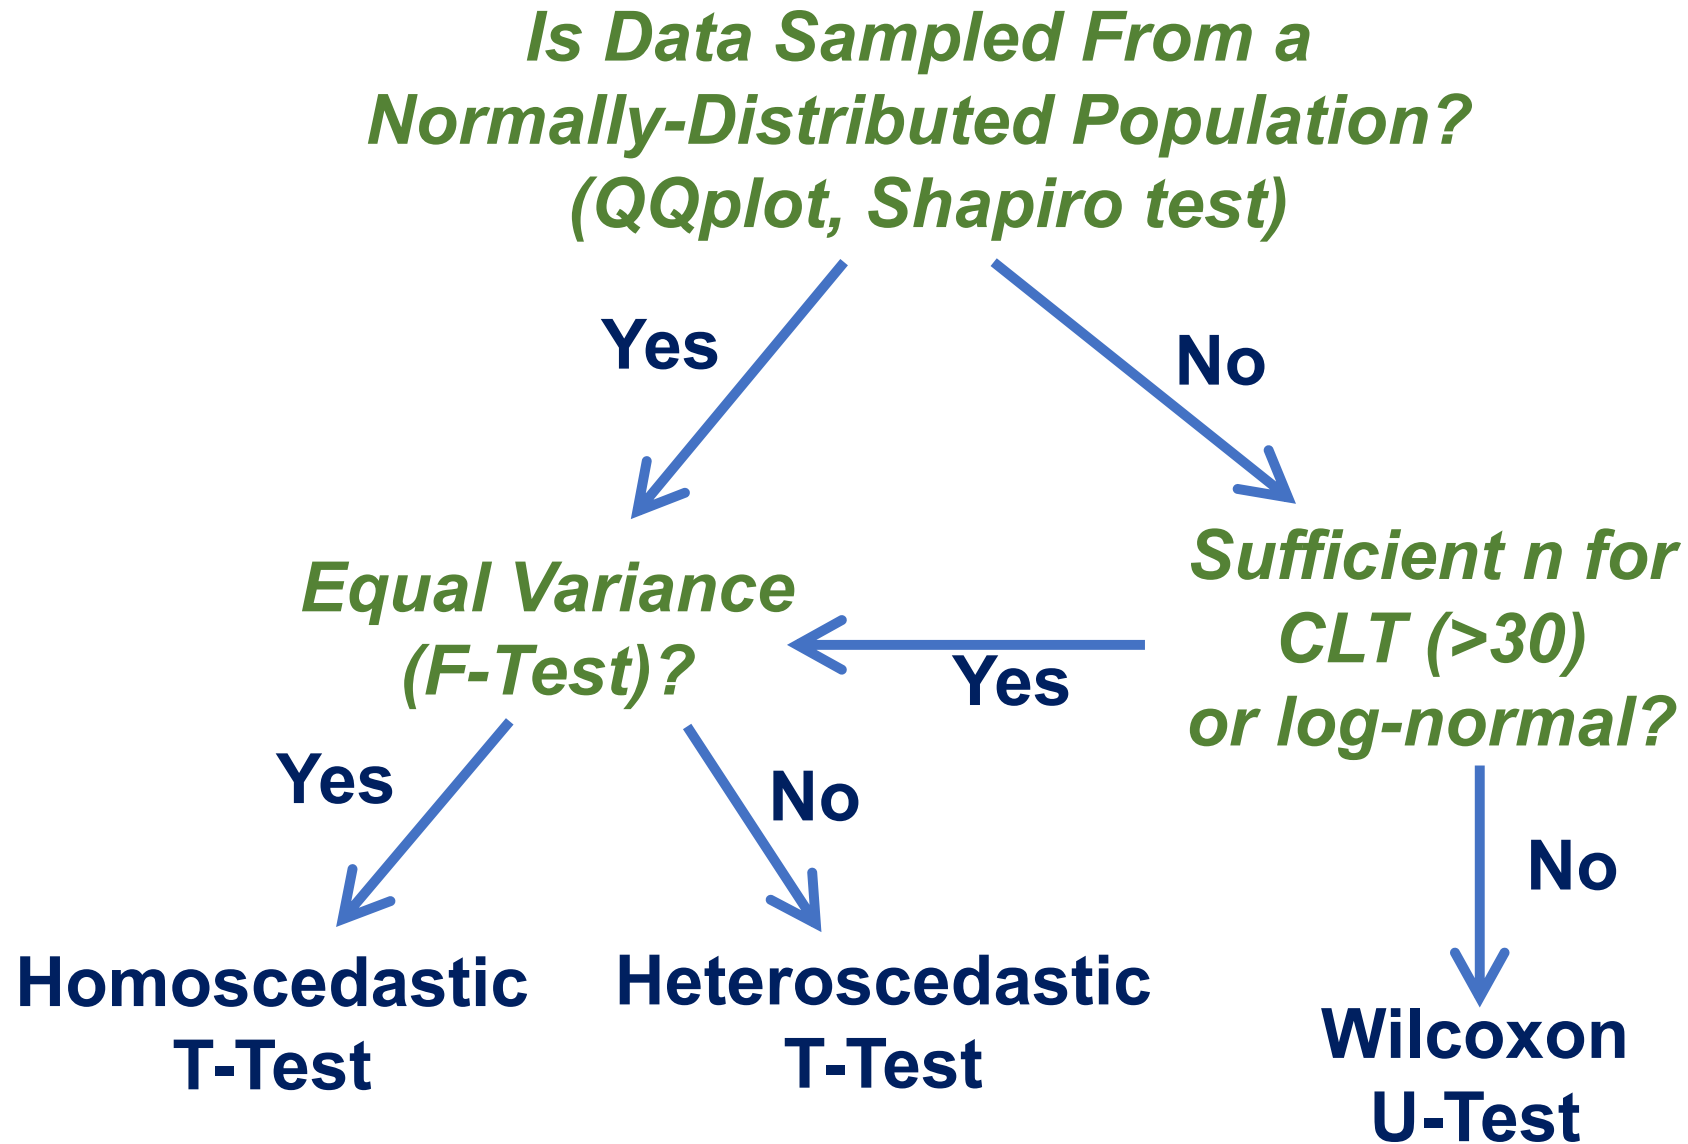 Is Data Sampled From a
Normally-Distributed Population?
(QQplot, Shapiro test)
Yes
No
Equal Variance
(F-Test)?
Yes
Sufficient n for
CLT (>30)
or log-normal?
Yes
No
No
Homoscedastic
T-Test
Heteroscedastic
T-Test
Wilcoxon
U-Test